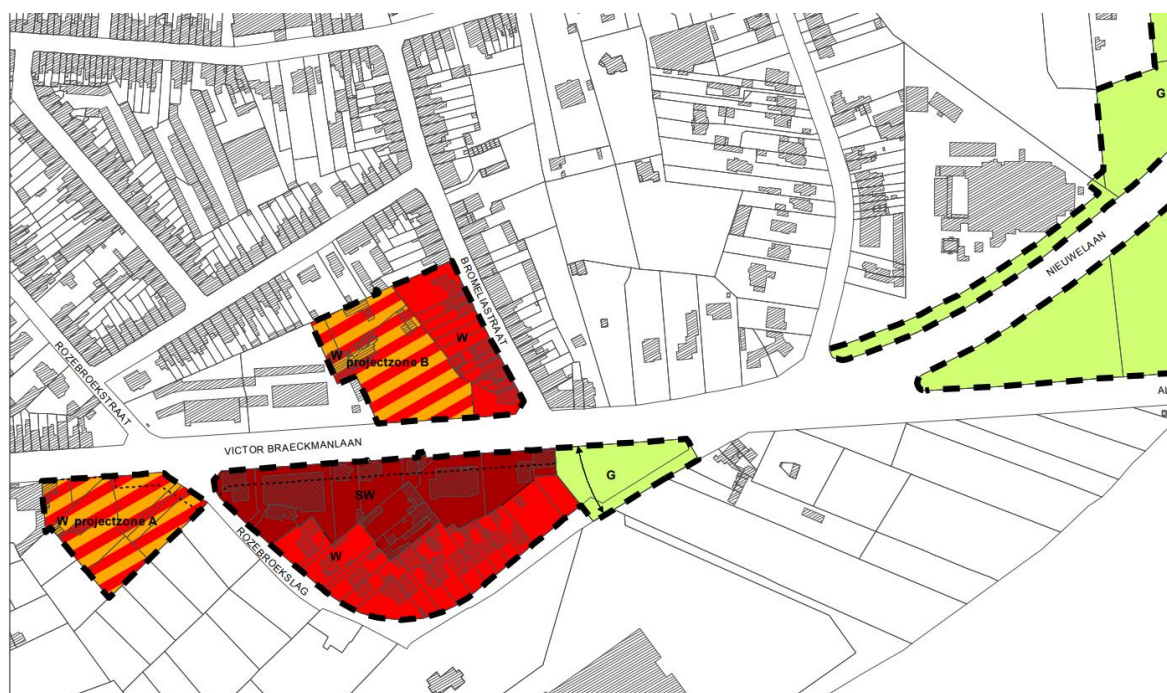 G
NIEUWELAAN
BROMELIASTRAAT
W
W projectzone B
ROZEBROEKSTRAAT
AL
VICTOR BRAECKMANLAAN
G
SW
W projectzone A
W
ROZEBROEKSLAG